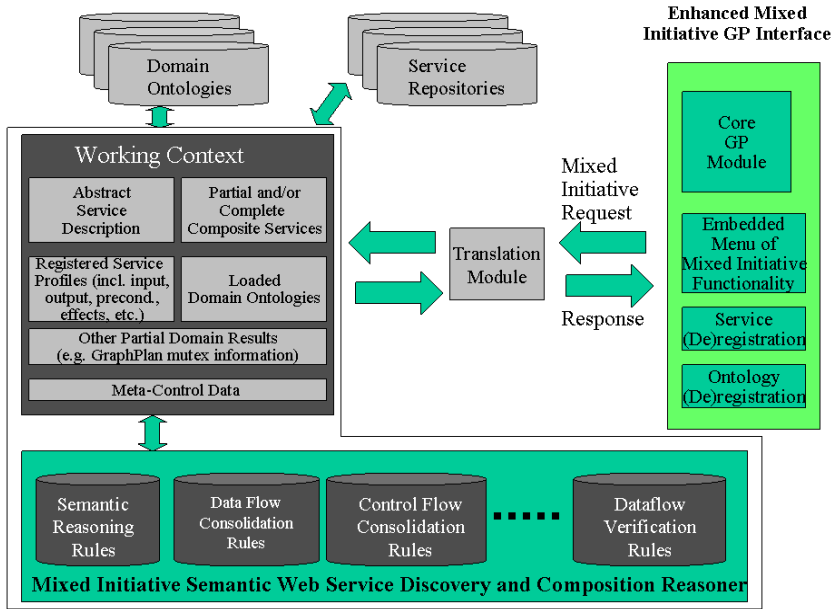 Domain
Ontologies
Service
Repositories
Enhanced Mixed
Initiative GP Interface
Working Context
Abstract
Service
Description
Partial and/or
Complete
Composite Services
Registered Service
Profiles (incl. input,
output, precond.,
effects, etc.)
Loaded
Domain Ontologies
Other Partial Domain Results
(e.g. GraphPlan mutex information)
Meta-Control Data
Translation
Module
Mixed
Initiative
Request
Response
Core
GP
Module
Embedded
Menu of
Mixed Initiative
Functionality
Service
(De)registration
Ontology
(De)registration
Semantic
Reasoning
Rules
Data Flow
Consolidation
Rules
Control Flow
Consolidation
Rules
Dataflow
Verification
Rules
Mixed Initiative Semantic Web Service Discovery and Composition Reasoner